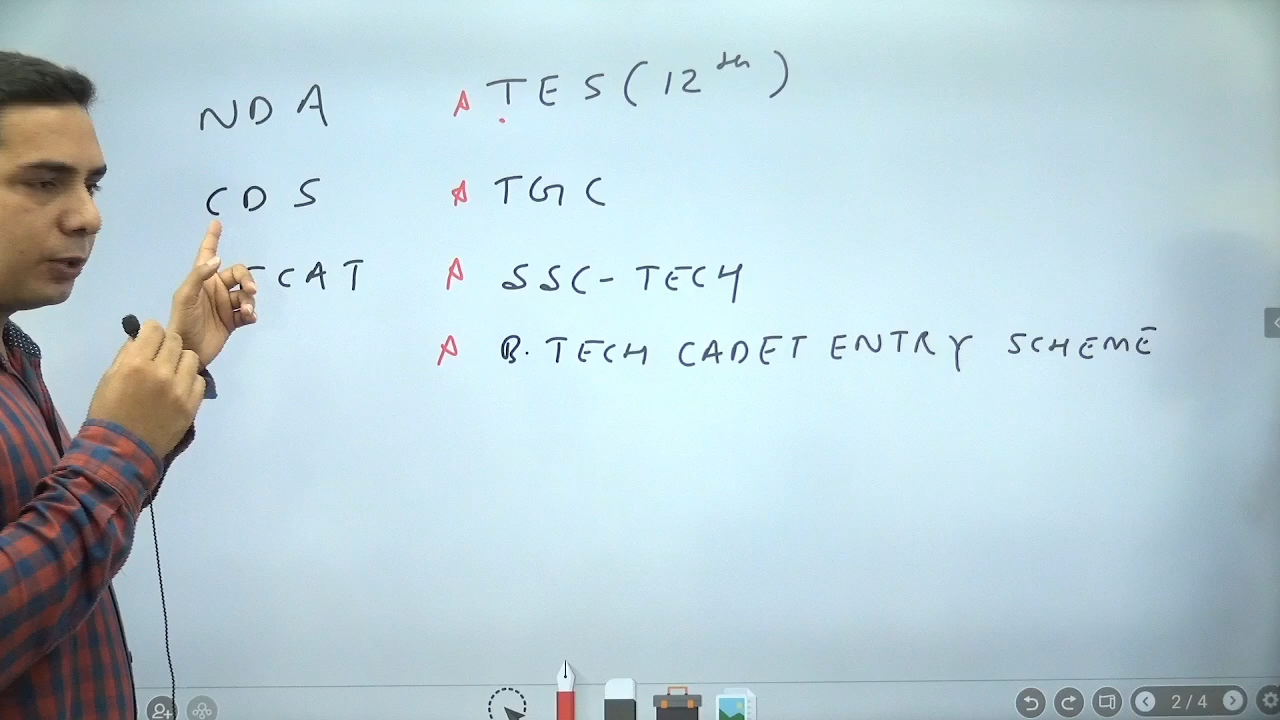 NDA A TES (12th)
CDS A TGC
CAT A SSC-TECH
A B.TECH CADET ENTRY SCHEME
2/4